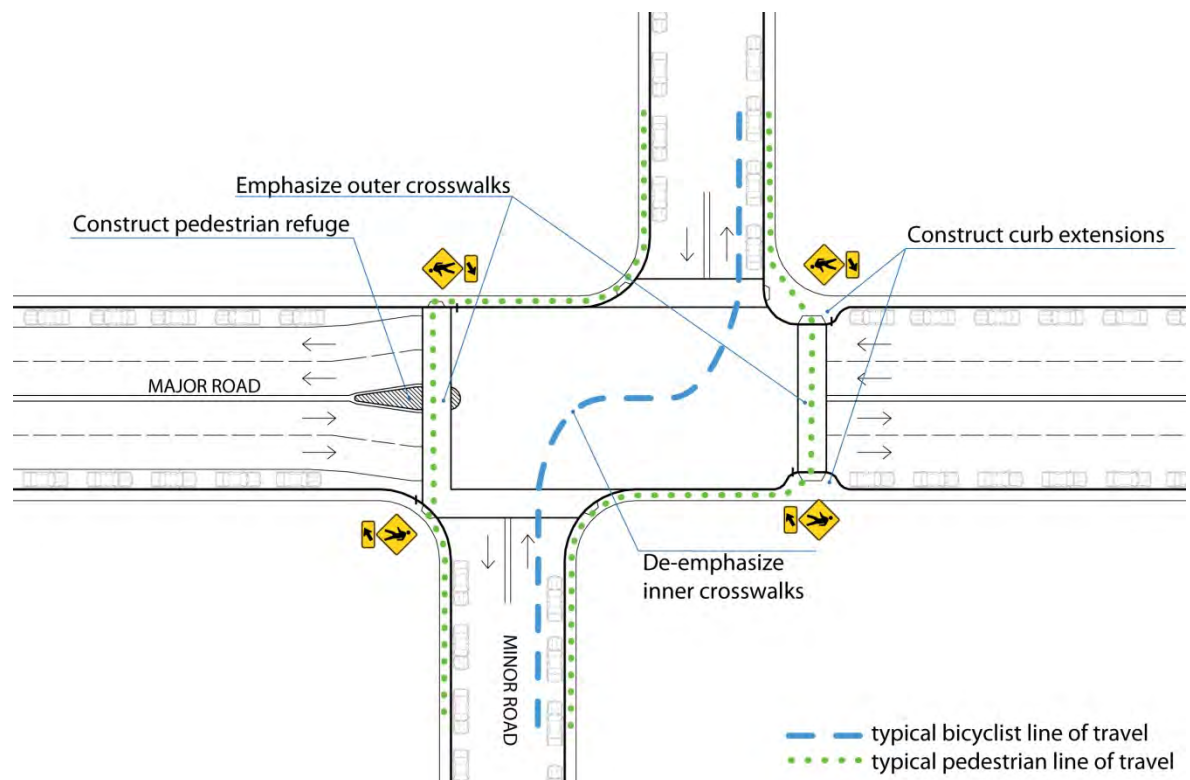 Emphasize outer crosswalks
Construct pedestrian refuge
Construct curb extensions
MAJOR ROAD
De-emphasize
inner crosswalks
MINOR ROAD
typical bicyclist line of travel
typical pedestrian line of travel